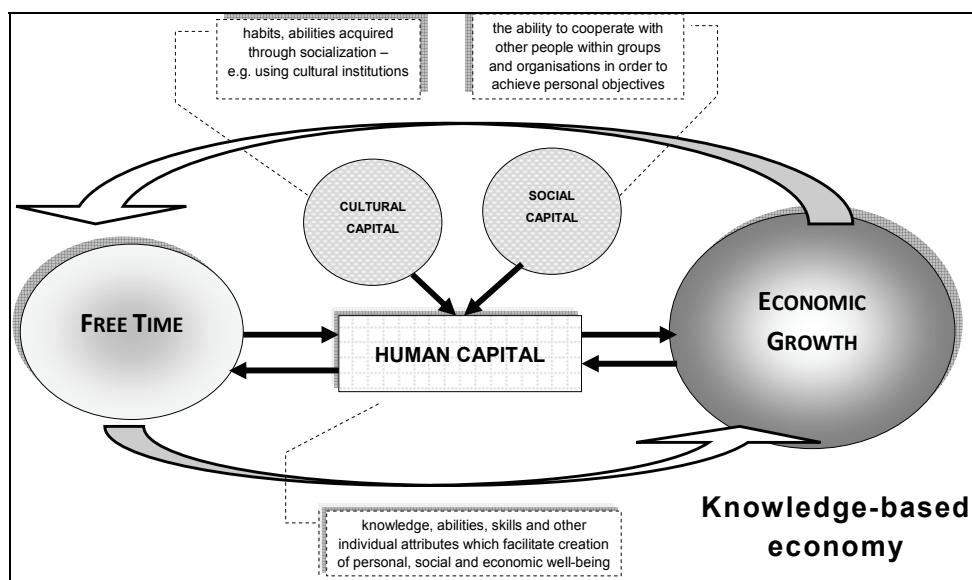 habits, abilities acquired
through socialization –
e.g. using cultural institutions
the ability to cooperate with
other people within groups
and organisations in order to
achieve personal objectives
CULTURAL
CAPITAL
SOCIAL
CAPITAL
FREE TIME
HUMAN CAPITAL
ECONOMIC
GROWTH
knowledge, abilities, skills and other
individual attributes which facilitate creation
of personal, social and economic well-being
Knowledge-based
economy